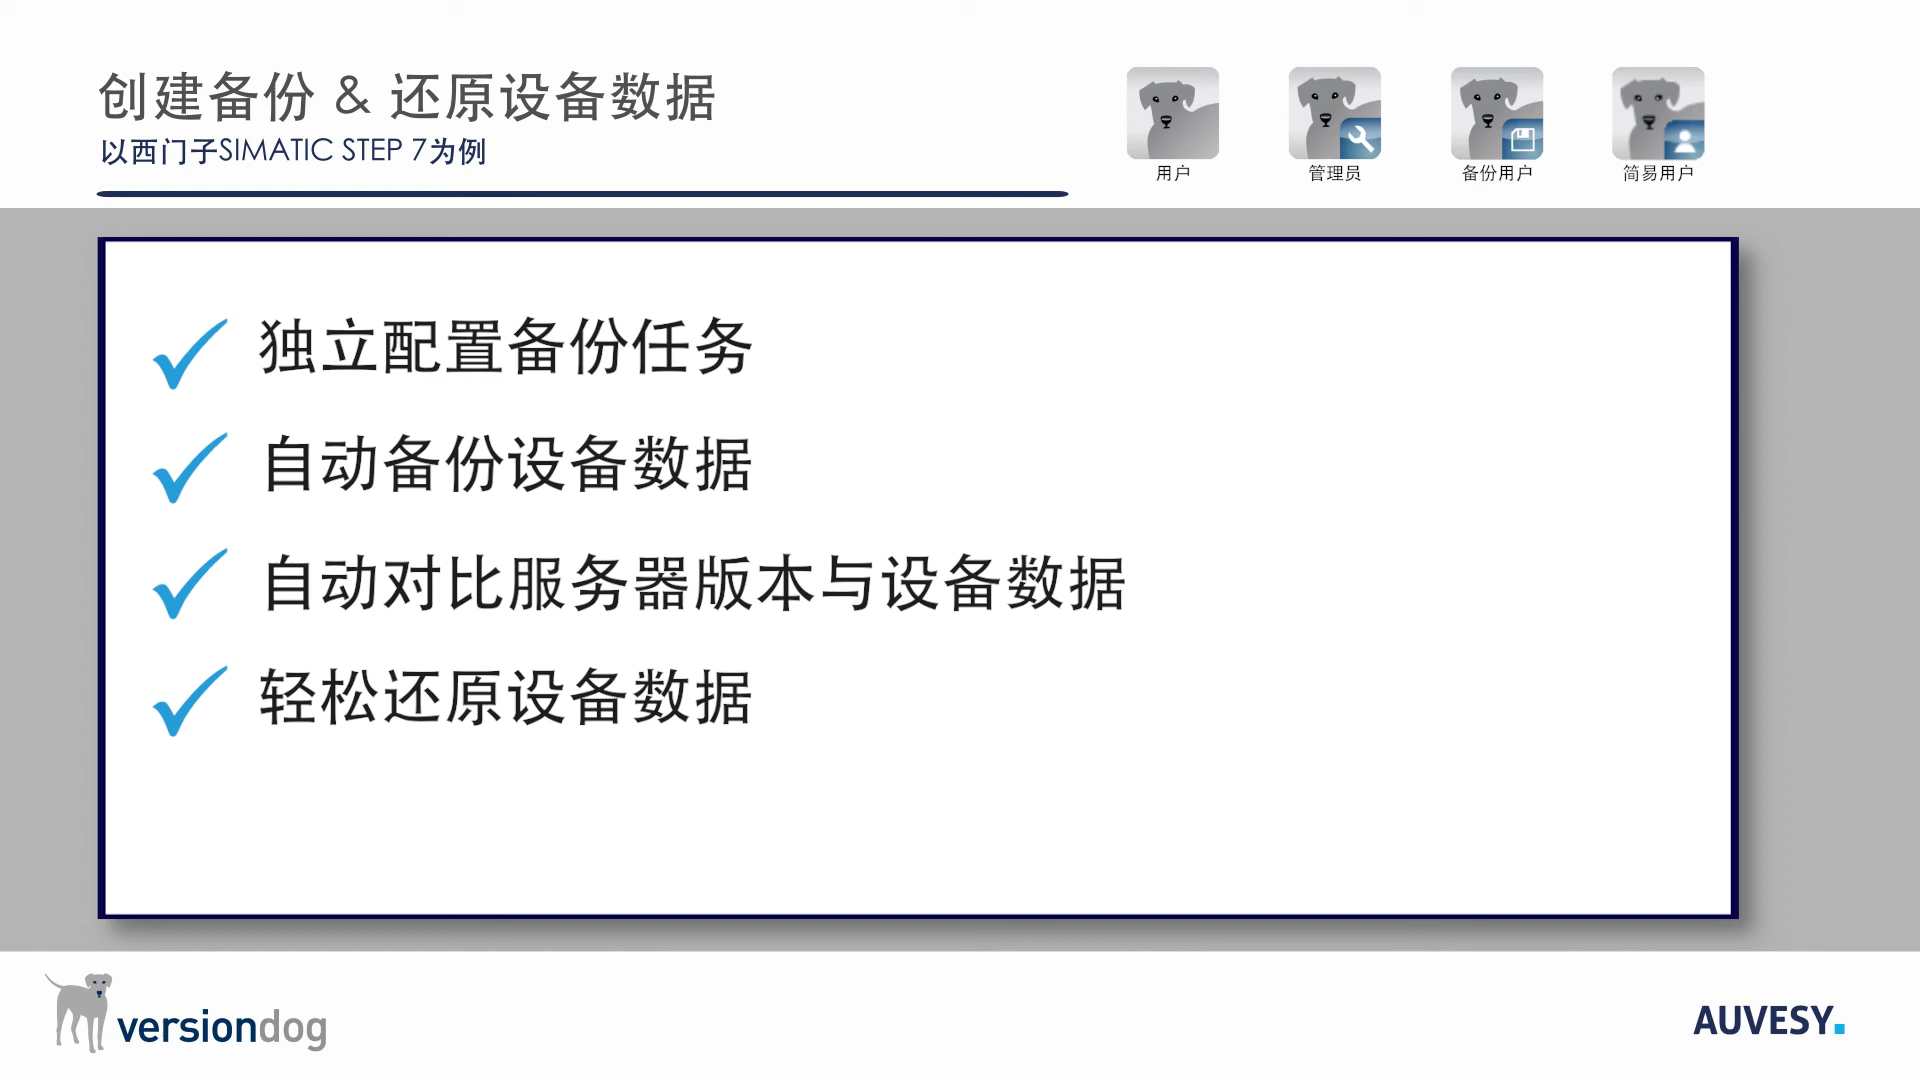 创建备份 & 还原设备数据
以西门子SIMATIC STEP 7为例
用户
管理员
备份用户
简易用户
独立配置备份任务
自动备份设备数据
自动对比服务器版本与设备数据
轻松还原设备数据
versiondog
AUVESY.